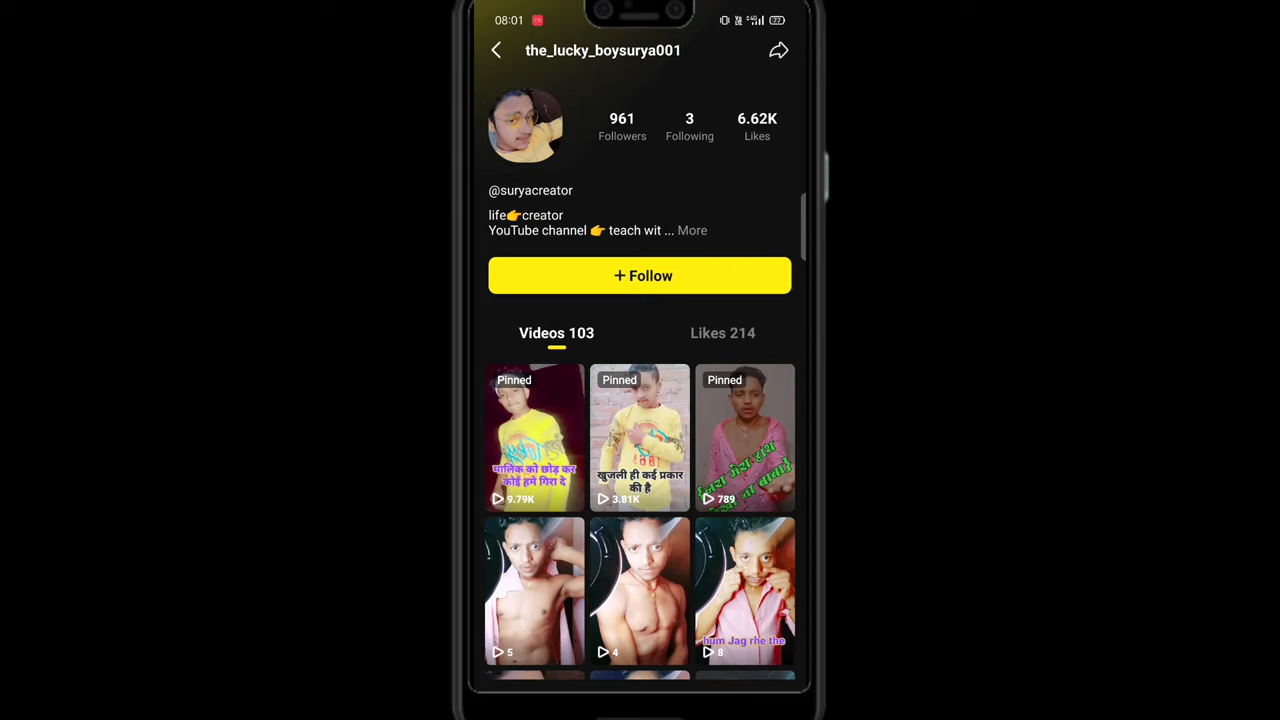 08:01
77
the_lucky_boysurya001
961
3
6.62K
Followers
Following
Likes
@suryacreator
life👉creator
YouTube channel 👉 teach wit ... More
+ Follow
Videos 103
Likes 214
Pinned
मालिक को छोड़ कर
कोई हमे गिरा दे
9.79K
Pinned
खुजली ही कई प्रकार
की है
3.81K
Pinned
789
5
4
hum Jag rhe the
8